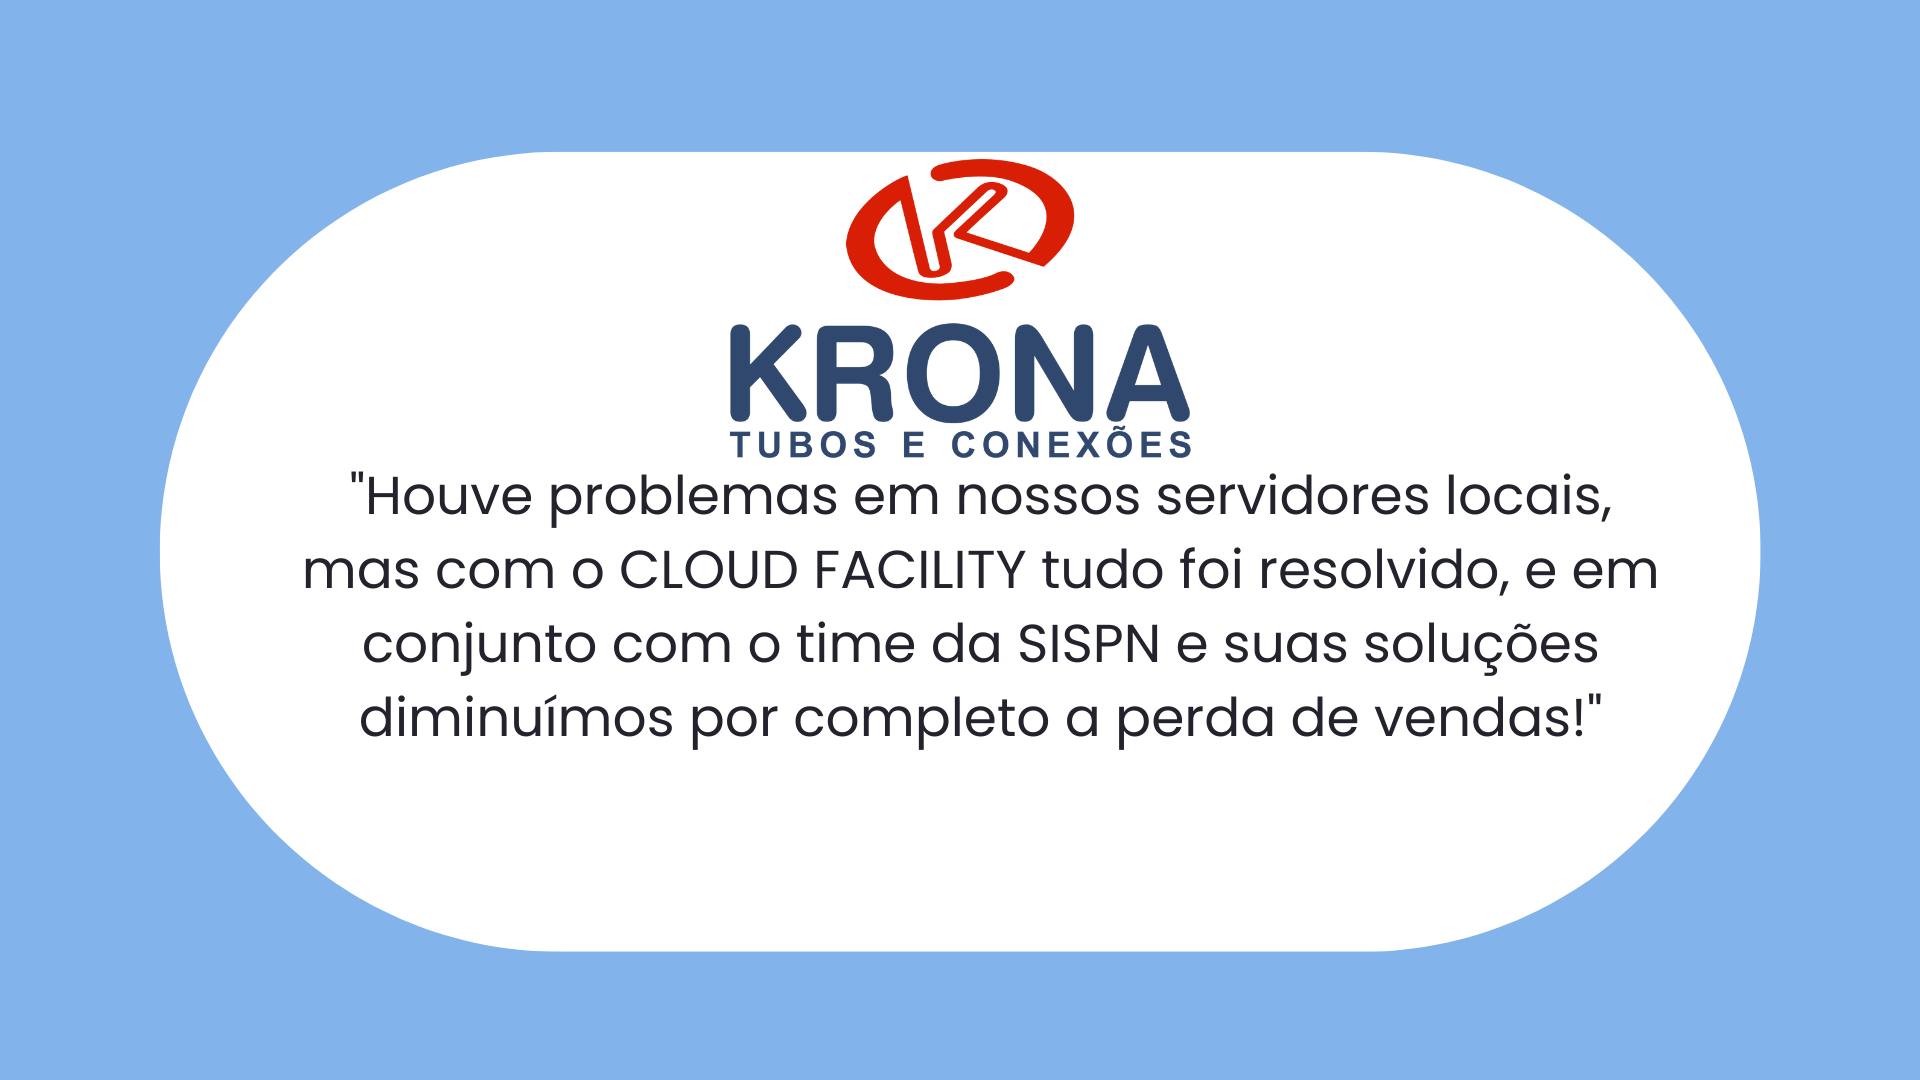 KRONA
TUBOS E CONEXÕES
"Houve problemas em nossos servidores locais,
mas com o CLOUD FACILITY tudo foi resolvido, e em
conjunto com o time da SISPN e suas soluções
diminuímos por completo a perda de vendas!"